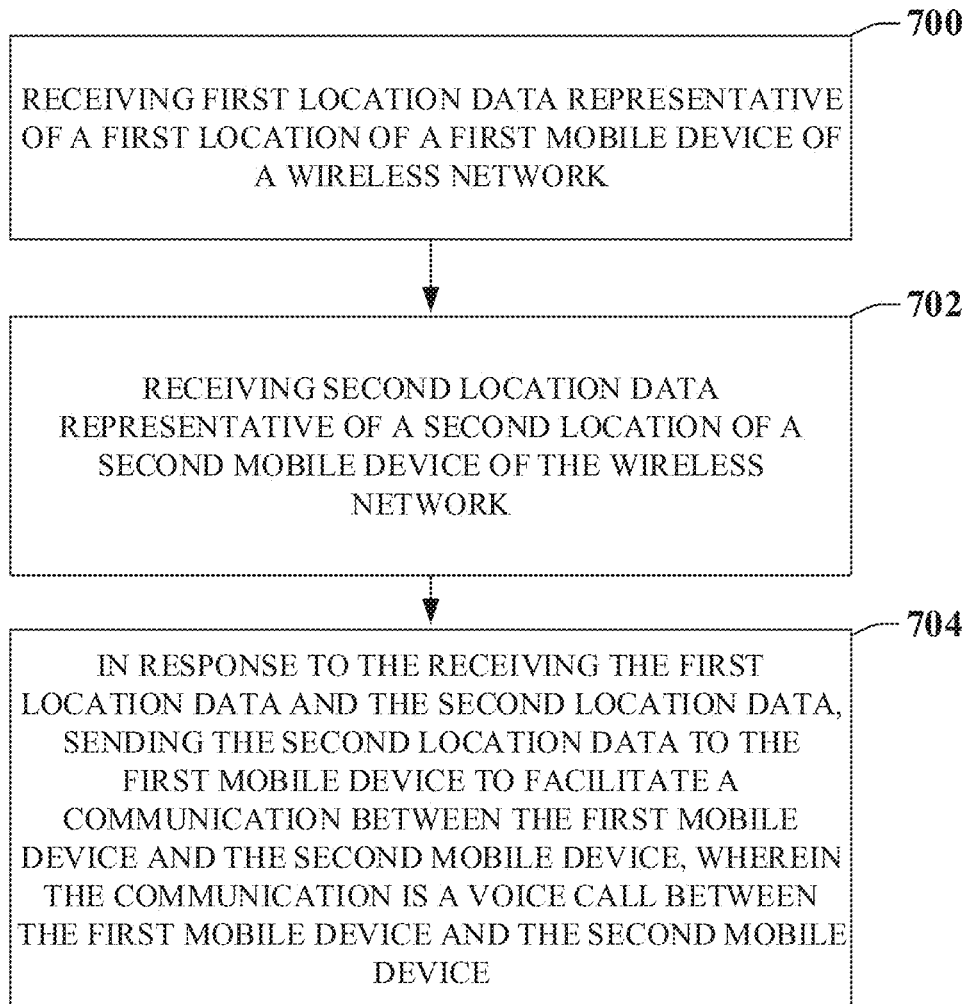 700
RECEIVING FIRST LOCATION DATA REPRESENTATIVE
OF A FIRST LOCATION OF A FIRST MOBILE DEVICE OF
A WIRELESS NETWORK
702
RECEIVING SECOND LOCATION DATA
REPRESENTATIVE OF A SECOND LOCATION OF A
SECOND MOBILE DEVICE OF THE WIRELESS
NETWORK
704
IN RESPONSE TO THE RECEIVING THE FIRST
LOCATION DATA AND THE SECOND LOCATION DATA,
SENDING THE SECOND LOCATION DATA TO THE
FIRST MOBILE DEVICE TO FACILITATE A
COMMUNICATION BETWEEN THE FIRST MOBILE
DEVICE AND THE SECOND MOBILE DEVICE, WHEREIN
THE COMMUNICATION IS A VOICE CALL BETWEEN
THE FIRST MOBILE DEVICE AND THE SECOND MOBILE
DEVICE